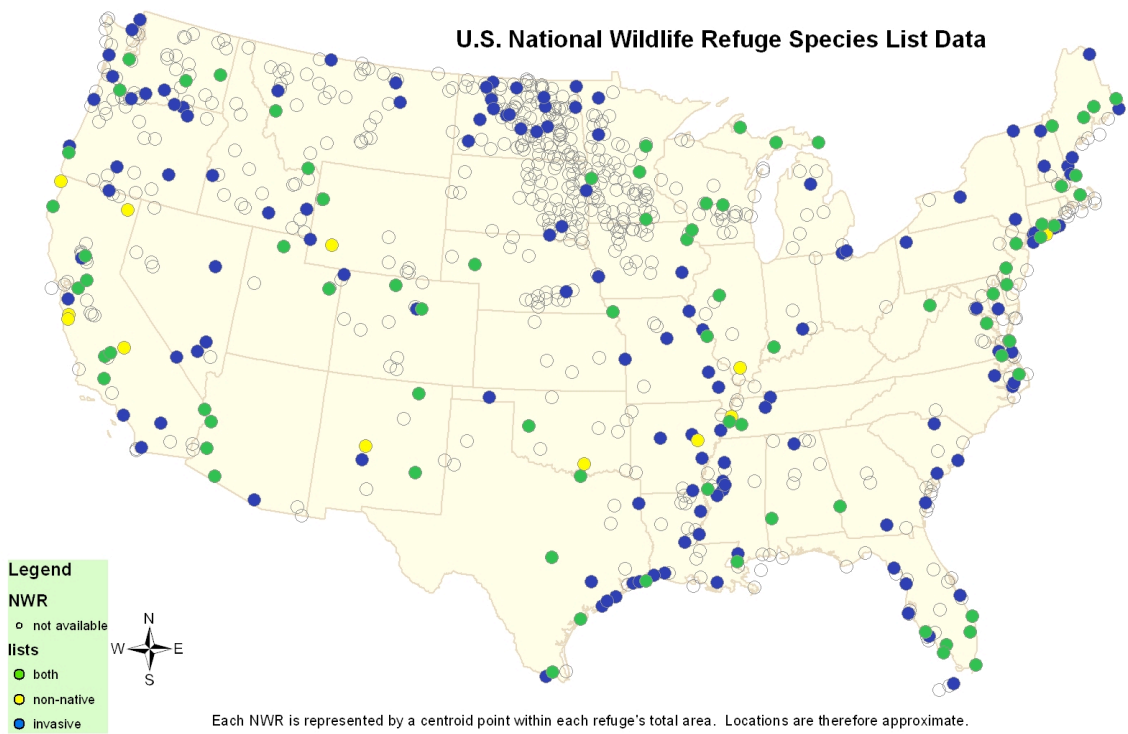 U.S. National Wildlife Refuge Species List Data
Legend
NWR
not available
lists
both
non-native
invasive
N
W E
S
Each NWR is represented by a centroid point within each refuge's total area. Locations are therefore approximate.